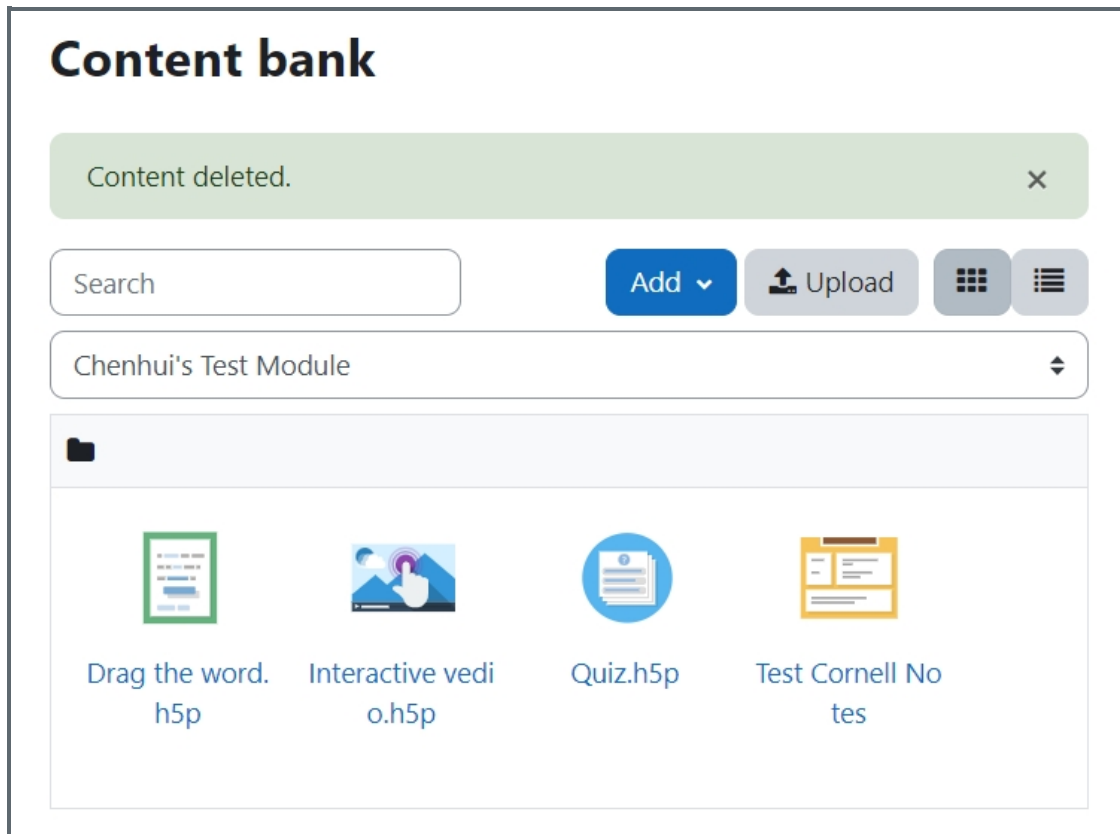 Content bank
Content deleted.
Search
Add
Upload
Chenhui's Test Module
Drag the word.
h5p
Interactive vedi
o.h5p
Quiz.h5p
Test Cornell No
tes